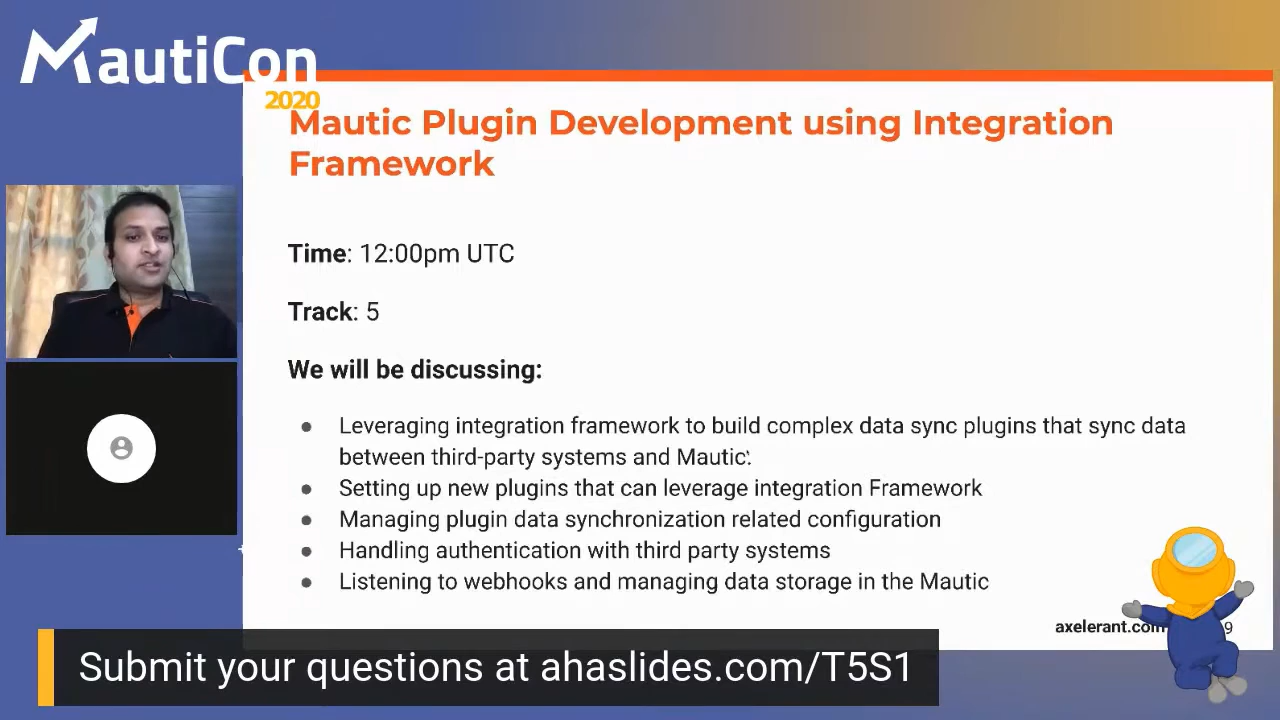 MautiCon
2020
Mautic Plugin Development using Integration
Framework
Time: 12:00pm UTC
Track: 5
We will be discussing:
● Leveraging integration framework to build complex data sync plugins that sync data
between third-party systems and Mautic.
● Setting up new plugins that can leverage integration Framework
● Managing plugin data synchronization related configuration
● Handling authentication with third party systems
● Listening to webhooks and managing data storage in the Mautic
axelerant.com
9
Submit your questions at ahaslides.com/T5S1